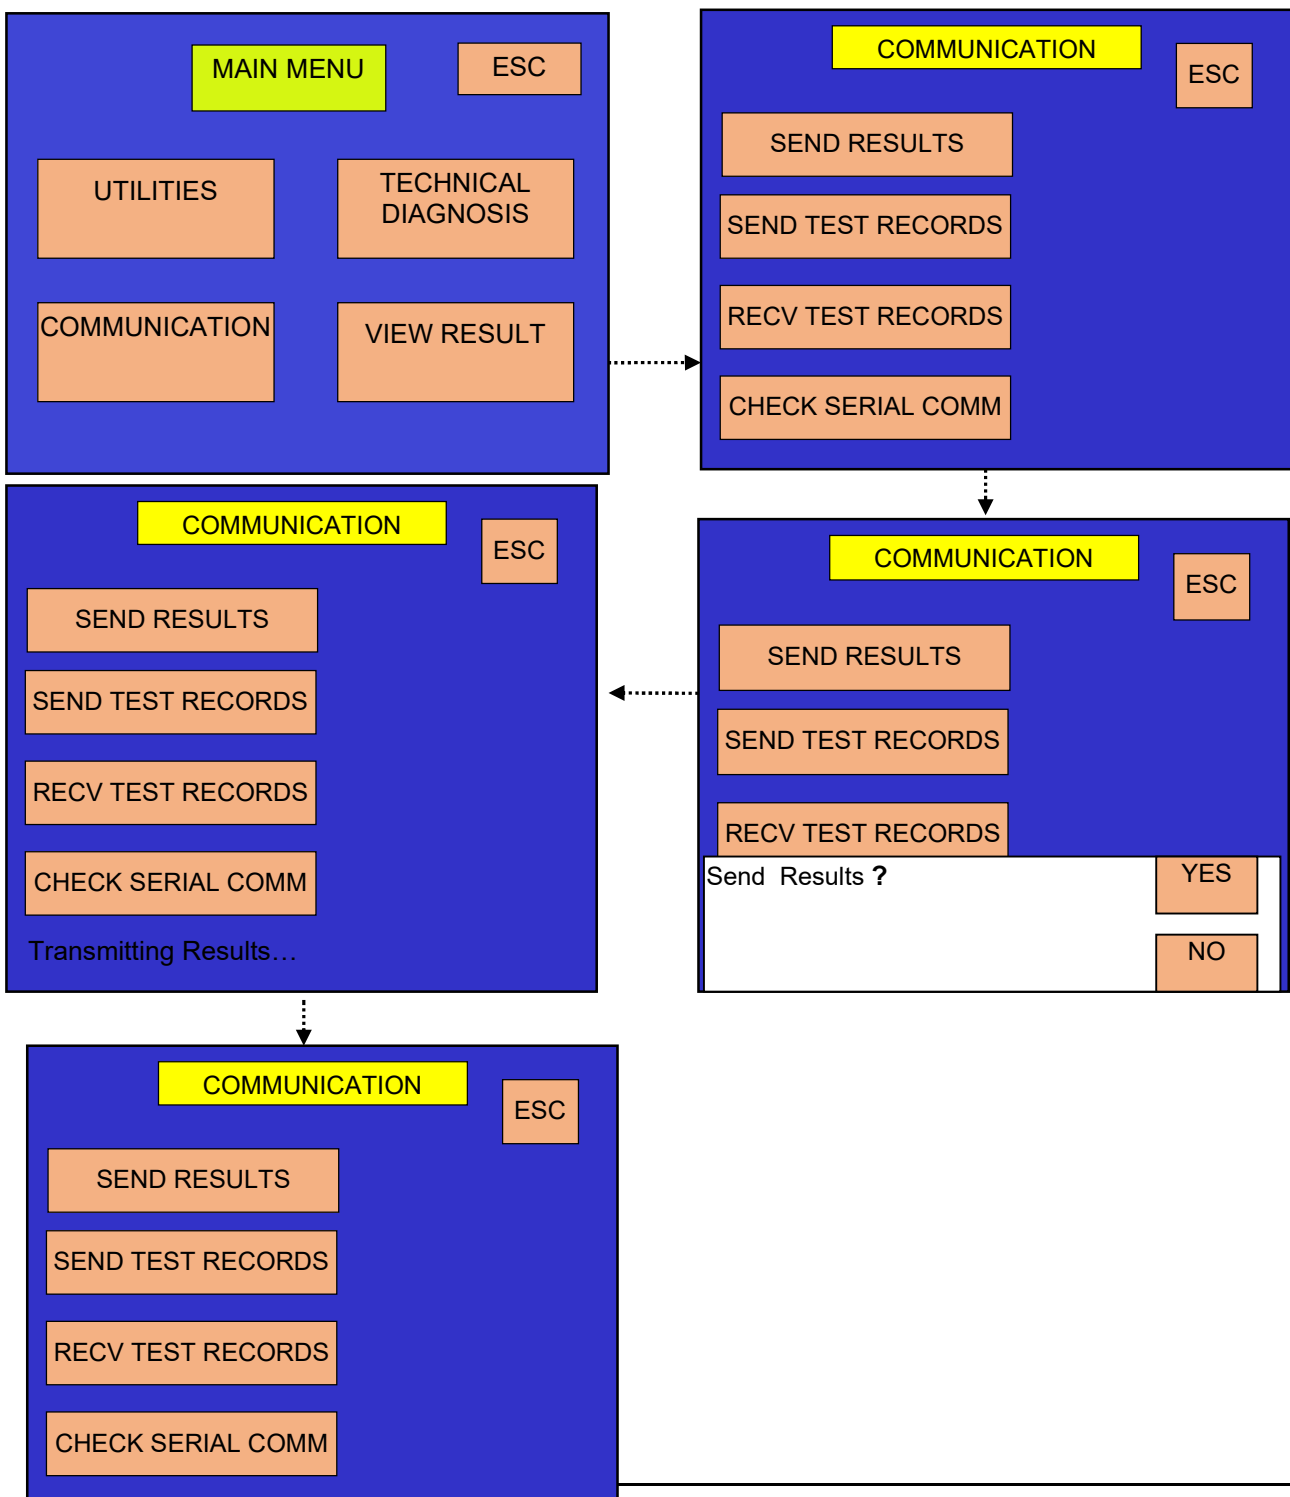 MAIN MENU
ESC
UTILITIES
TECHNICAL
DIAGNOSIS
COMMUNICATION
VIEW RESULT
COMMUNICATION
ESC
SEND RESULTS
SEND TEST RECORDS
RECV TEST RECORDS
CHECK SERIAL COMM
COMMUNICATION
ESC
SEND RESULTS
SEND TEST RECORDS
RECV TEST RECORDS
Send Results ?
YES
NO
COMMUNICATION
ESC
SEND RESULTS
SEND TEST RECORDS
RECV TEST RECORDS
CHECK SERIAL COMM
Transmitting Results…
COMMUNICATION
ESC
SEND RESULTS
SEND TEST RECORDS
RECV TEST RECORDS
CHECK SERIAL COMM